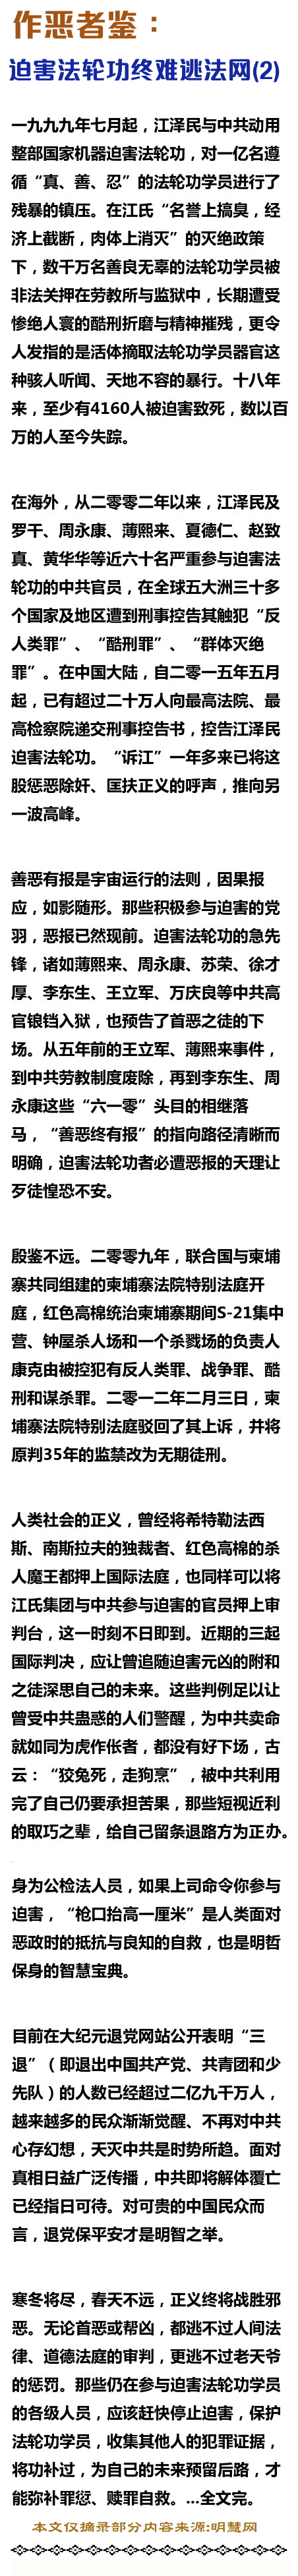 作恶者鉴：
迫害法轮功终难逃法网(2)
一九九九年七月起，江泽民与中共动用
整部国家机器迫害法轮功，对一亿名遵
循“真、善、忍”的法轮功学员进行了
残暴的镇压。在江氏“名誉上搞臭，经
济上截断，肉体上消灭”的灭绝政策
下，数千万名善良无辜的法轮功学员被
非法关押在劳教所与监狱中，长期遭受
惨绝人寰的酷刑折磨与精神摧残，更令
人发指的是活体摘取法轮功学员器官这
种骇人听闻、天地不容的暴行。十八年
来，至少有4160人被迫害致死，数以百
万的人至今失踪。
在海外，从二零零二年以来，江泽民及
罗干、周永康、薄熙来、夏德仁、赵致
真、黄华华等近六十名严重参与迫害法
轮功的中共官员，在全球五大洲三十多
个国家及地区遭到刑事控告其触犯“反
人类罪”、“酷刑罪”、“群体灭绝
罪”。在中国大陆，自二零一五年五月
起，已有超过二十万人向最高法院、最
高检察院递交刑事控告书，控告江泽民
迫害法轮功。“诉江”一年多来已将这
股惩恶除奸、匡扶正义的呼声，推向另
一波高峰。
善恶有报是宇宙运行的法则，因果报
应，如影随形。那些积极参与迫害的党
羽，恶报已然现前。迫害法轮功的急先
锋，诸如薄熙来、周永康、苏荣、徐才
厚、李东生、王立军、万庆良等中共高
官锒铛入狱，也预告了首恶之徒的下
场。从五年前的王立军、薄熙来事件，
到中共劳教制度废除，再到李东生、周
永康这些“六一零”头目的相继落
马，“善恶终有报”的指向路径清晰而
明确，迫害法轮功者必遭恶报的天理让
歹徒惶恐不安。
殷鉴不远。二零零九年，联合国与柬埔
寨共同组建的柬埔寨法院特别法庭开
庭，红色高棉统治柬埔寨期间S-21集中
营、钟屋杀人场和一个杀戮场的负责人
康克由被控犯有反人类罪、战争罪、酷
刑和谋杀罪。二零一二年二月三日，柬
埔寨法院特别法庭驳回了其上诉，并将
原判35年的监禁改为无期徒刑。
人类社会的正义，曾经将希特勒法西
斯、南斯拉夫的独裁者、红色高棉的杀
人魔王都押上国际法庭，也同样可以将
江氏集团与中共参与迫害的官员押上审
判台，这一时刻不日即到。近期的三起
国际判决，应让曾追随迫害元凶的附和
之徒深思自己的未来。这些判例足以让
曾受中共蛊惑的人们警醒，为中共卖命
就如同为虎作伥者，都没有好下场，古
云：“狡兔死，走狗烹”，被中共利用
完了自己仍要承担苦果，那些短视近利
的取巧之辈，给自己留条退路方为正办。
身为公检法人员，如果上司命令你参与
迫害，“枪口抬高一厘米”是人类面对
恶政时的抵抗与良知的自救，也是明哲
保身的智慧宝典。
目前在大纪元退党网站公开表明“三
退”（即退出中国共产党、共青团和少
先队）的人数已经超过二亿九千万人，
越来越多的民众渐渐觉醒、不再对中共
心存幻想，天灭中共是时势所趋。面对
真相日益广泛传播，中共即将解体覆亡
已经指日可待。对可贵的中国民众而
言，退党保平安才是明智之举。
寒冬将尽，春天不远，正义终将战胜邪
恶。无论首恶或帮凶，都逃不过人间法
律、道德法庭的审判，更逃不过老天爷
的惩罚。那些仍在参与迫害法轮功学员
的各级人员，应该赶快停止迫害，保护
法轮功学员，收集其他人的犯罪证据，
将功补过，为自己的未来预留后路，才
能弥补罪愆、赎罪自救。...全文完。
本文仅摘录部分内容来源:明慧网